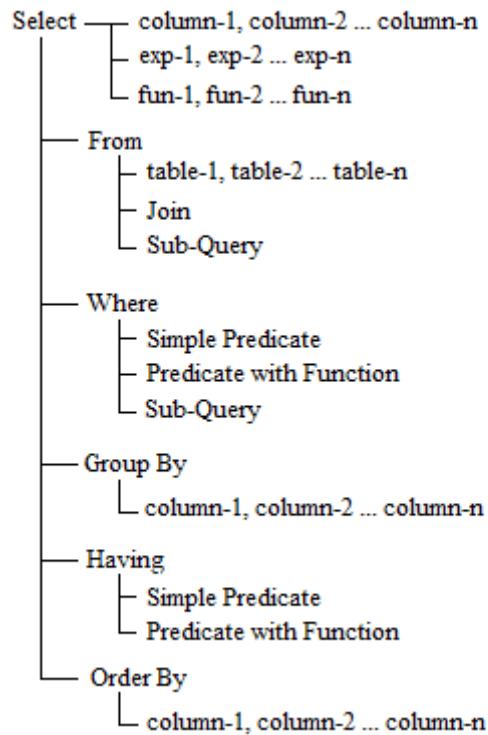 Select column-1, column-2 ... column-n
exp-1, exp-2 ... exp-n
fun-1, fun-2 ... fun-n
From
table-1, table-2 ... table-n
Join
Sub-Query
Where
Simple Predicate
Predicate with Function
Sub-Query
Group By
column-1, column-2 ... column-n
Having
Simple Predicate
Predicate with Function
Order By
column-1, column-2 ... column-n